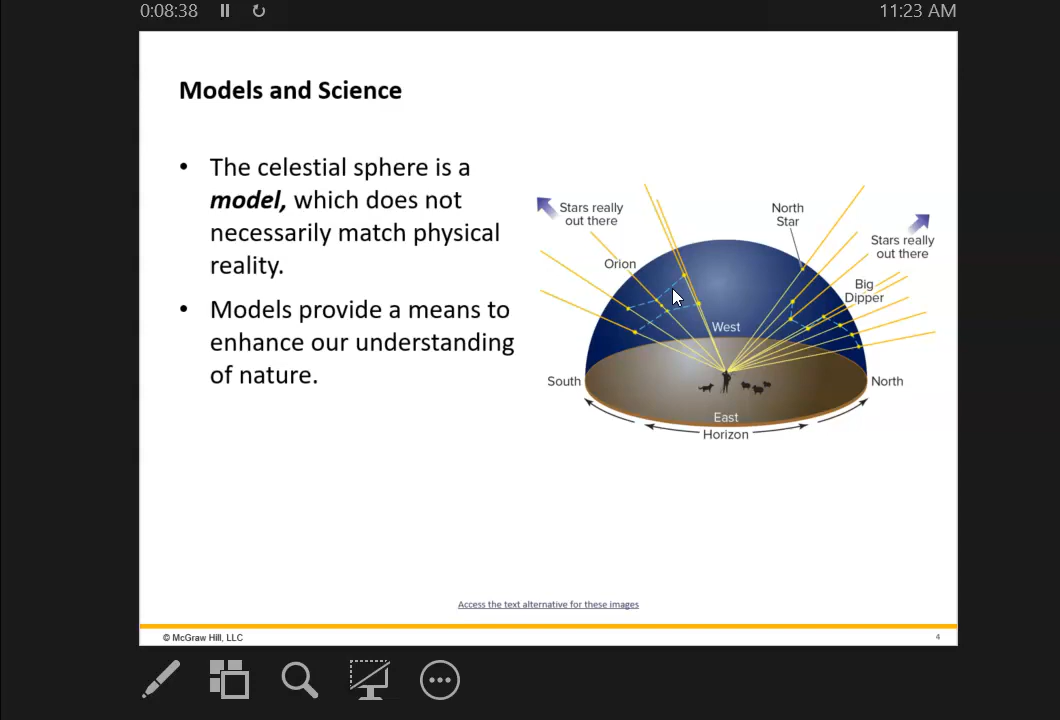 0:08:38
11:23 AM
Models and Science
• The celestial sphere is a
model, which does not
necessarily match physical
reality.
• Models provide a means to
enhance our understanding
of nature.
Stars really
out there
North
Star
Stars really
out there
Orion
Big
Dipper
West
South
North
East
Horizon
Access the text alternative for these images
© McGraw Hill, LLC
4